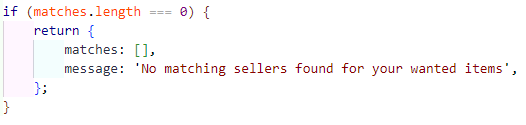 if (matches.length === 0) {
    return {
        matches: [],
        message: 'No matching sellers found for your wanted items',
    };
}